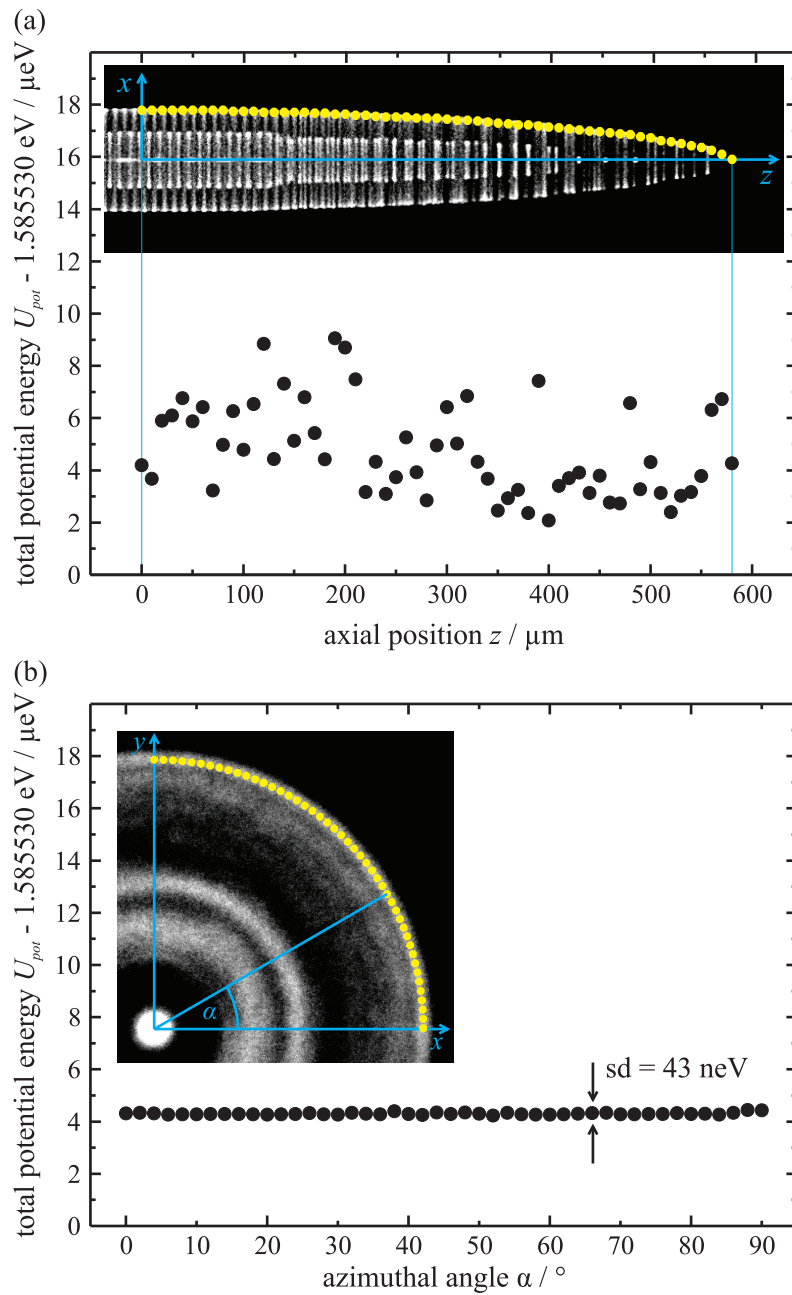 (a)
total potential energy U_pot - 1.585530 eV / μeV
18
16
14
12
10
8
6
4
2
0
x
z
0 100 200 300 400 500 600
axial position z / μm
(b)
total potential energy U_pot - 1.585530 eV / μeV
18
16
14
12
10
8
6
4
2
0
y
α
x
sd = 43 neV
0 10 20 30 40 50 60 70 80 90
azimuthal angle α / °